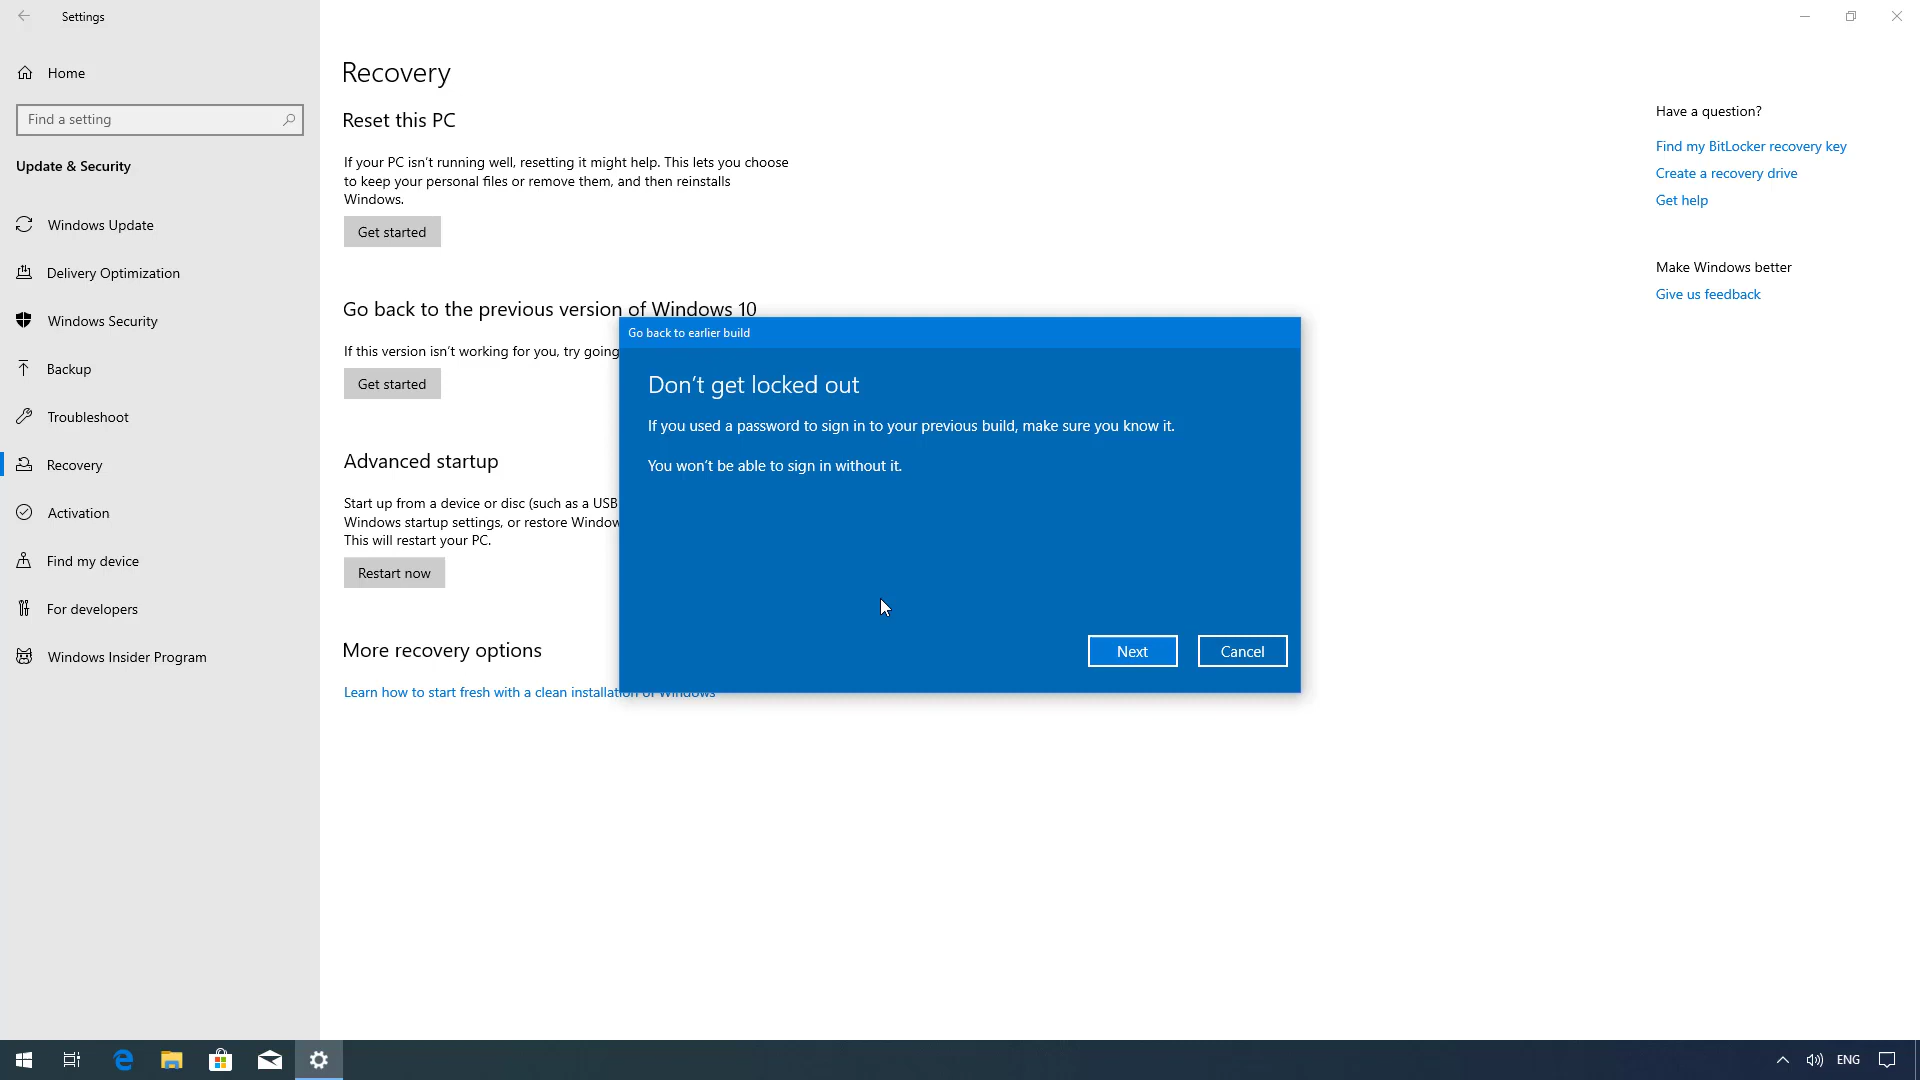 Settings
Home
Find a setting
Update & Security
Windows Update
Delivery Optimization
Windows Security
Backup
Troubleshoot
Recovery
Activation
Find my device
For developers
Windows Insider Program
Recovery
Reset this PC
If your PC isn't running well, resetting it might help. This lets you choose
to keep your personal files or remove them, and then reinstalls
Windows.
Get started
Go back to the previous version of Windows 10
If this version isn't working for you, try going
Get started
Advanced startup
Start up from a device or disc (such as a USB
Windows startup settings, or restore Window
This will restart your PC.
Restart now
More recovery options
Learn how to start fresh with a clean installation of Windows
Go back to earlier build
Don't get locked out
If you used a password to sign in to your previous build, make sure you know it.
You won't be able to sign in without it.
Next
Cancel
Have a question?
Find my BitLocker recovery key
Create a recovery drive
Get help
Make Windows better
Give us feedback
ENG